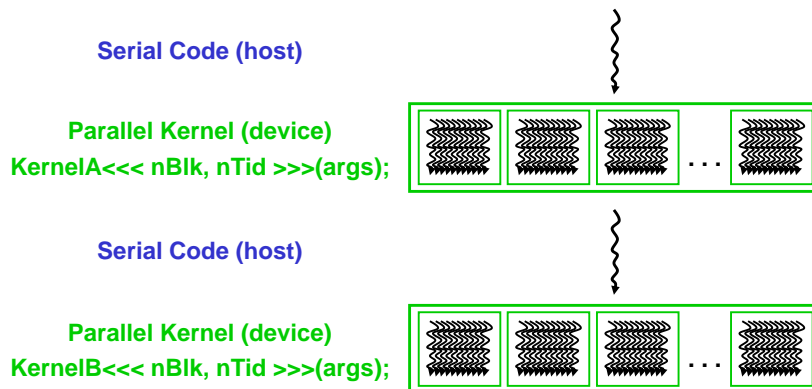 Serial Code (host)
Parallel Kernel (device)
KernelA<<< nBlk, nTid >>>(args);
. . .
Serial Code (host)
Parallel Kernel (device)
KernelB<<< nBlk, nTid >>>(args);
. . .